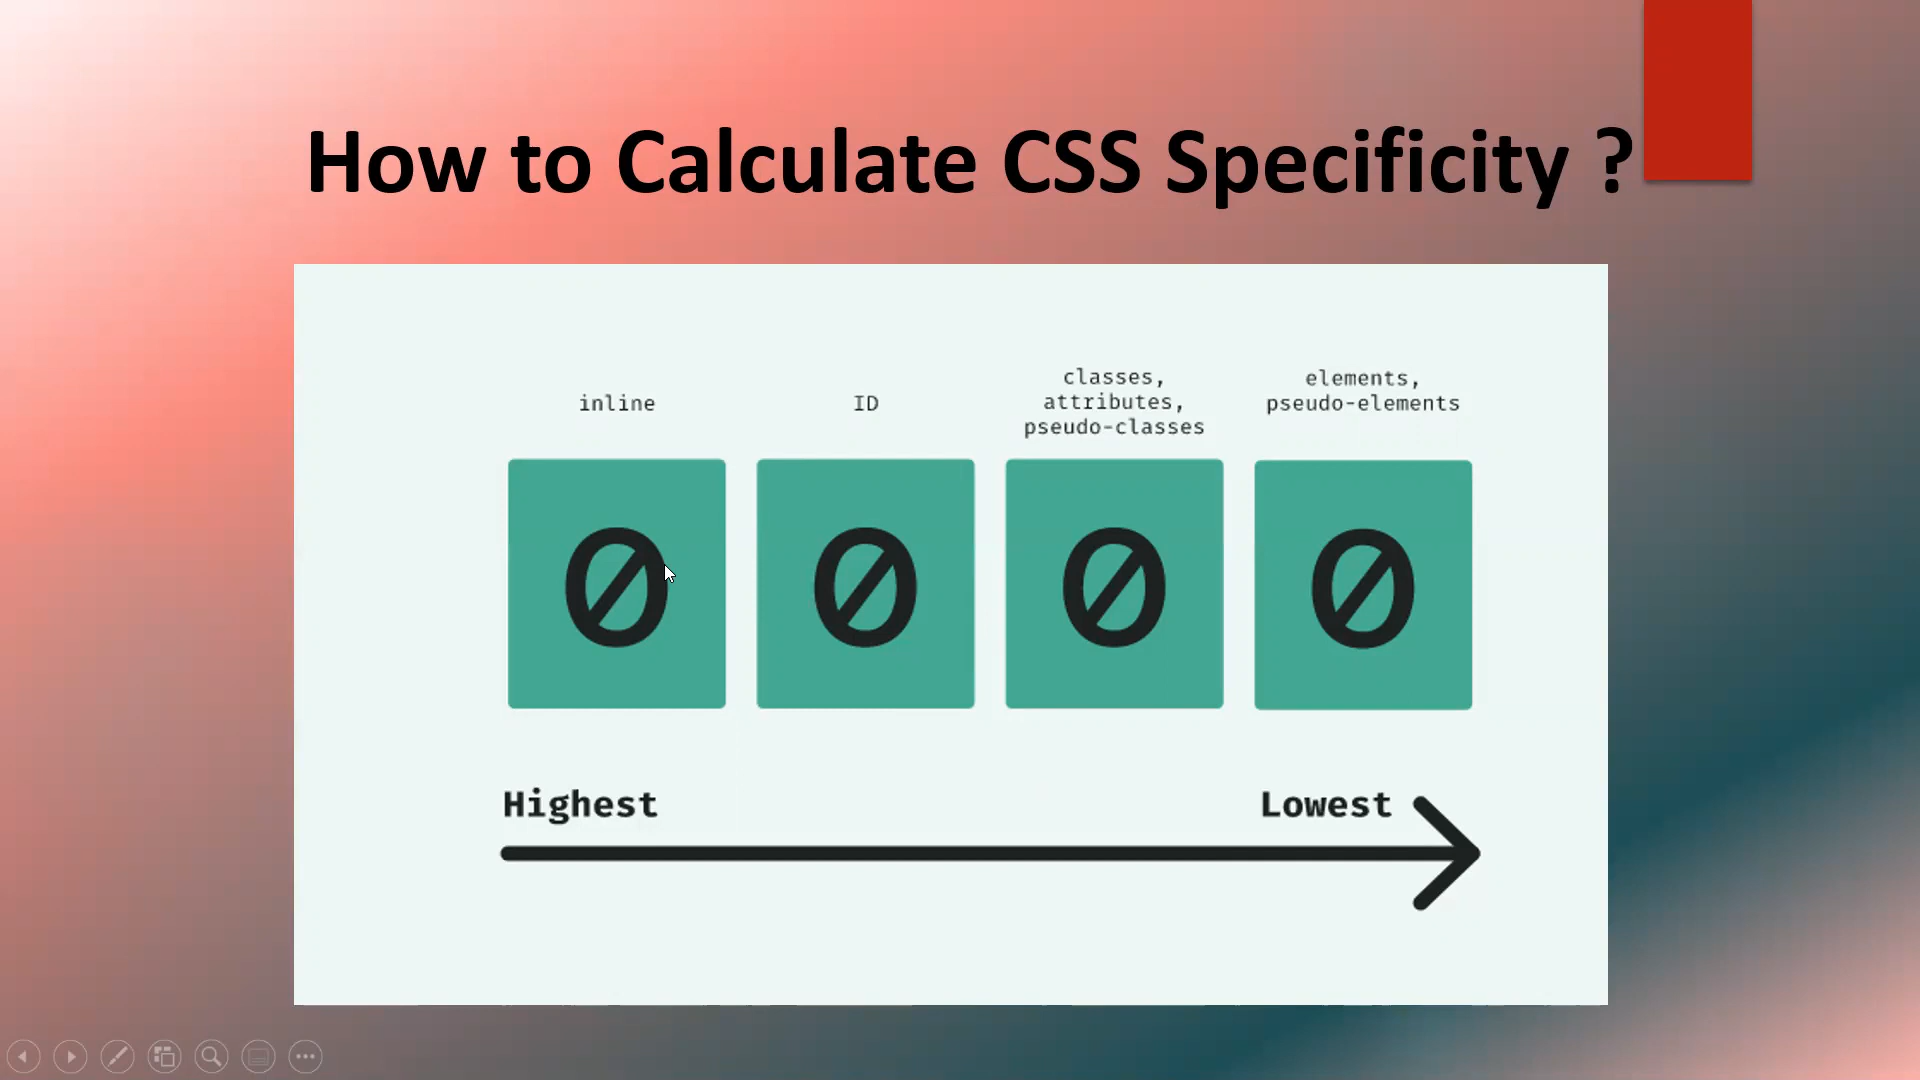 How to Calculate CSS Specificity ?
inline
ID
classes,
attributes,
pseudo-classes
elements,
pseudo-elements
0 0 0 0
Highest
Lowest